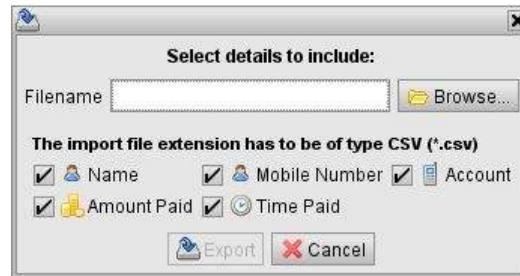 Select details to include:
Filename Browse...
The import file extension has to be of type CSV (*.csv)
Name Mobile Number Account
Amount Paid Time Paid
Export Cancel